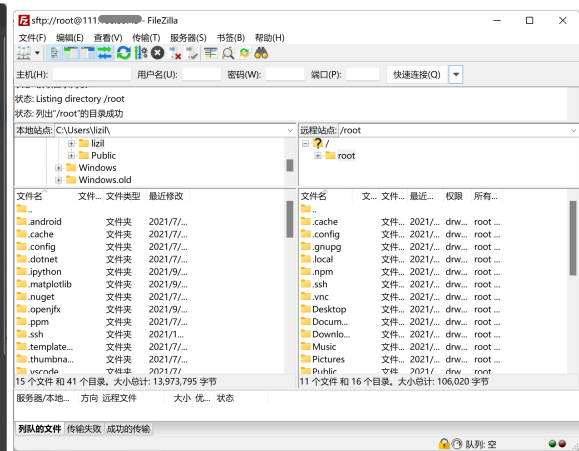 sftp://root@111. - FileZilla
文件(F) 编辑(E) 查看(V) 传输(T) 服务器(S) 书签(B) 帮助(H)
主机(H): 用户名(U): 密码(W): 端口(P): 快速连接(Q)
状态: Listing directory /root
状态: 列出"/root"的目录成功
本地站点: C:\Users\lizil\
lizil
Public
Windows
Windows.old
远程站点: /root
/
root
文件名 文件... 文件类型 最近修改
..
.android 文件夹 2021/7/...
.cache 文件夹 2021/7/...
.config 文件夹 2021/7/...
.dotnet 文件夹 2021/7/...
.ipython 文件夹 2021/9/...
.matplotlib 文件夹 2021/9/...
.nuget 文件夹 2021/7/...
.openjfx 文件夹 2021/9/...
.ppm 文件夹 2021/7/...
.ssh 文件夹 2021/1...
.template... 文件夹 2021/7/...
.thumbna... 文件夹 2021/7/...
.vscode 文件夹 2021/7/...
15 个文件 和 41 个目录。大小总计: 13,973,795 字节
文件名 文... 文件... 最近... 权限 所有...
..
.cache 文件... 2021/... drw... root ...
.config 文件... 2021/... drw... root ...
.gnupg 文件... 2021/... drw... root ...
.local 文件... 2021/... drw... root ...
.npm 文件... 2021/... drw... root ...
.ssh 文件... 2021/... drw... root ...
.vnc 文件... 2021/... drw... root ...
Desktop 文件... 2021/... drw... root ...
Docum... 文件... 2021/... drw... root ...
Downlo... 文件... 2021/... drw... root ...
Music 文件... 2021/... drw... root ...
Pictures 文件... 2021/... drw... root ...
Public 文件... 2021/... drw... root ...
11 个文件 和 16 个目录。大小总计: 106,020 字节
服务器/本地... 方向 远程文件 大小 优... 状态
列队的文件 传输失败 成功的传输
队列: 空